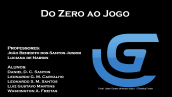 Do Zero ao Jogo
Professores:
João Benedito dos Santos Junior
Luciana de Nardin
Alunos
Daniel D. C. Santos
Leonardo G. M. Carvalho
Leonardo S. M. Santos
Luis Gustavo Martins
Washington A. Freitas